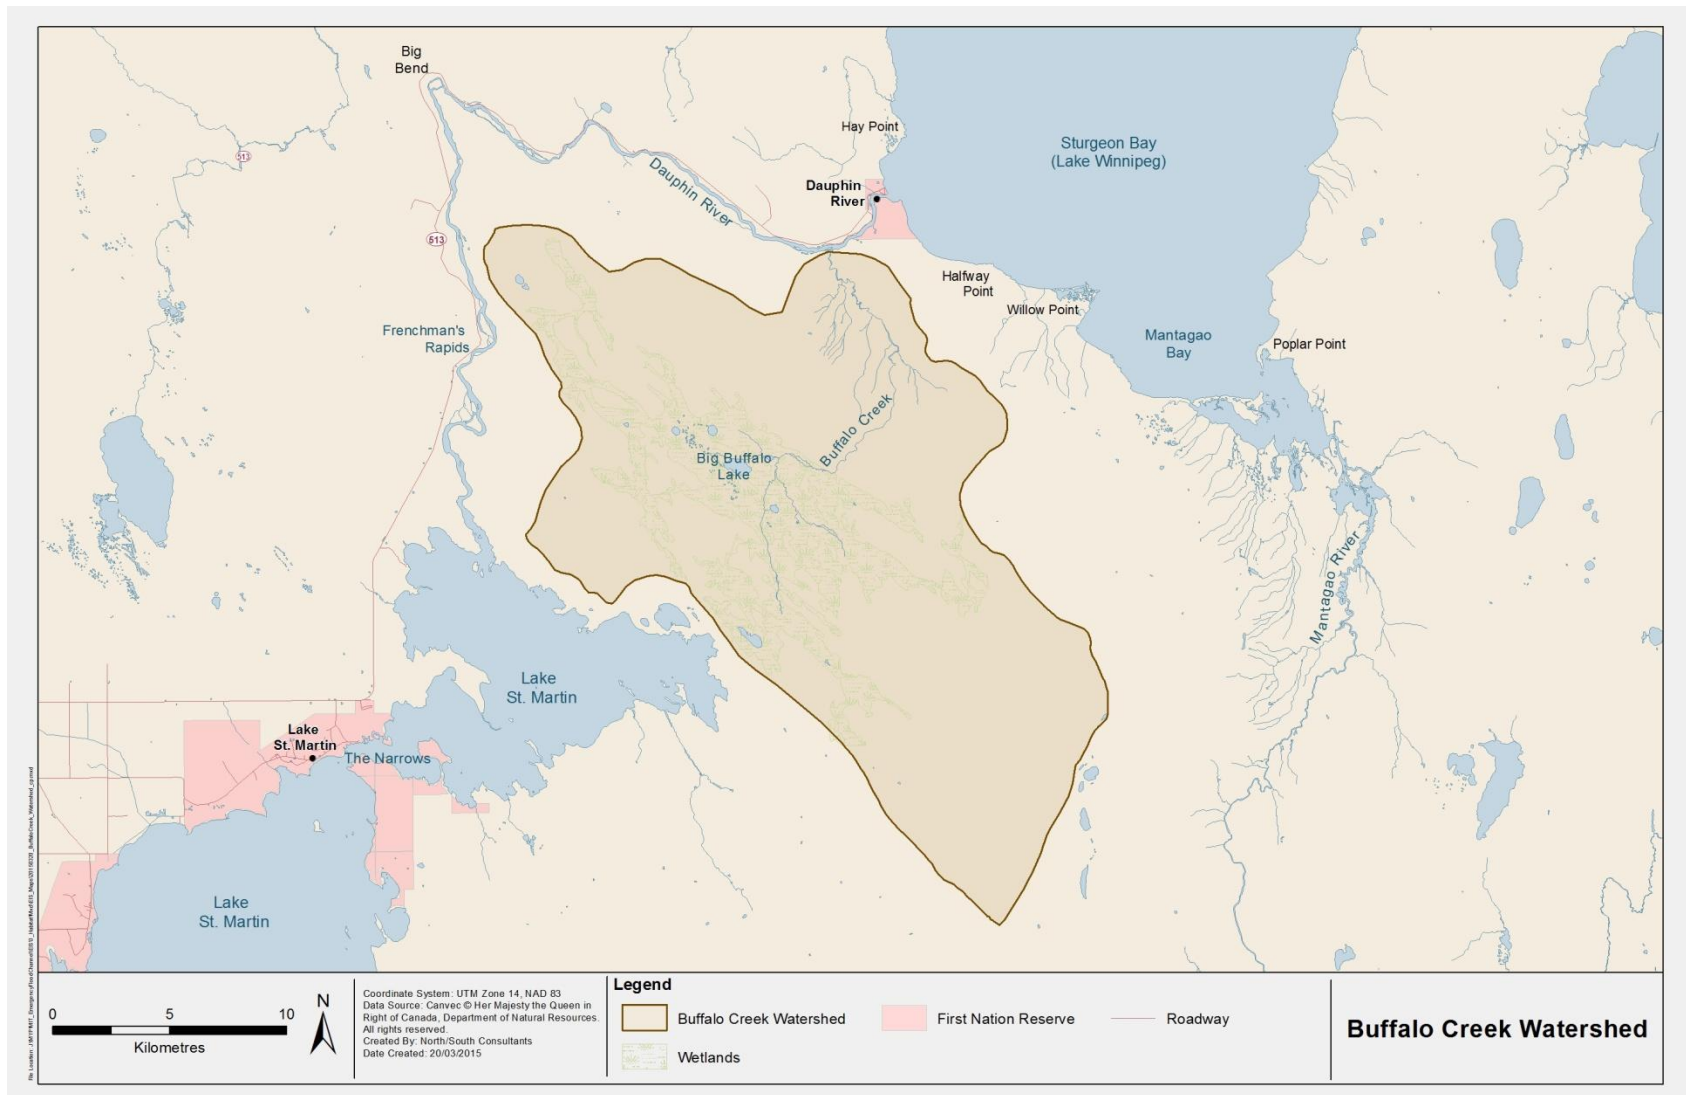 Big
Bend
513
Hay Point
Sturgeon Bay
(Lake Winnipeg)
Dauphin River
Dauphin
River
513
Halfway
Point
Willow Point
Frenchman's
Rapids
Mantagao
Bay
Poplar Point
Buffalo Creek
Big Buffalo
Lake
Mantagao River
Lake
St. Martin
Lake
St. Martin
The Narrows
Lake
St. Martin
0 5 10
Kilometres
N
Coordinate System: UTM Zone 14, NAD 83
Data Source: Canvec © Her Majesty the Queen in
Right of Canada, Department of Natural Resources.
All rights reserved.
Created By: North/South Consultants
Date Created: 20/03/2015
Legend
Buffalo Creek Watershed
First Nation Reserve
Roadway
Wetlands
Buffalo Creek Watershed